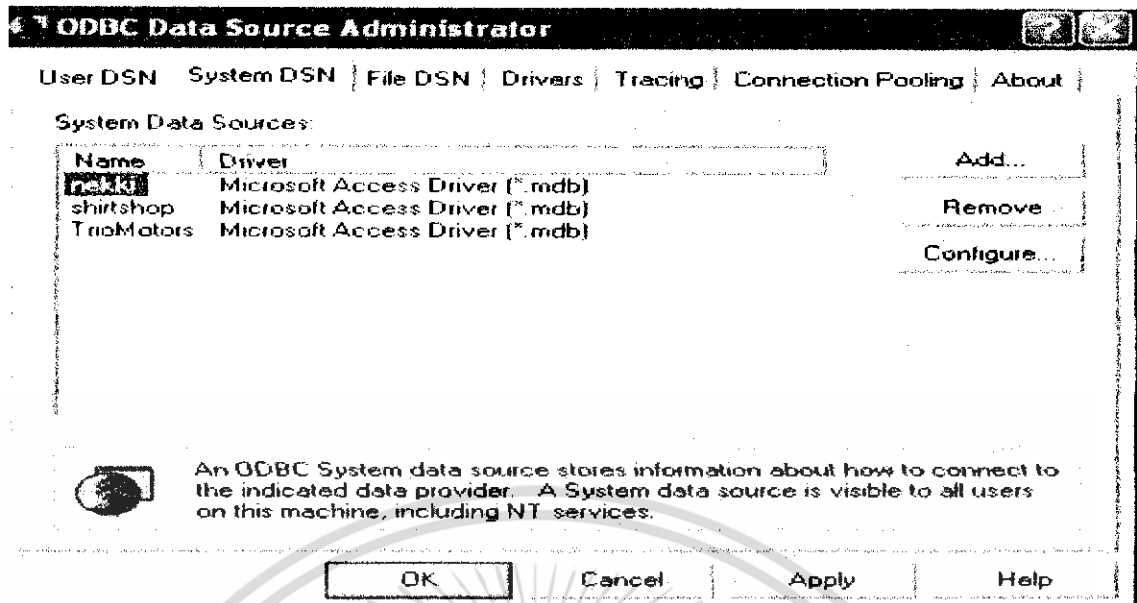 ODBC Data Source Administrator
User DSN System DSN File DSN Drivers Tracing Connection Pooling About
System Data Sources:
Name Driver Add...
nekki Microsoft Access Driver (*.mdb)
shirtshop Microsoft Access Driver (*.mdb) Remove
TrioMotors Microsoft Access Driver (*.mdb)
Configure...
An ODBC System data source stores information about how to connect to
the indicated data provider. A System data source is visible to all users
on this machine, including NT services.
OK Cancel Apply Help